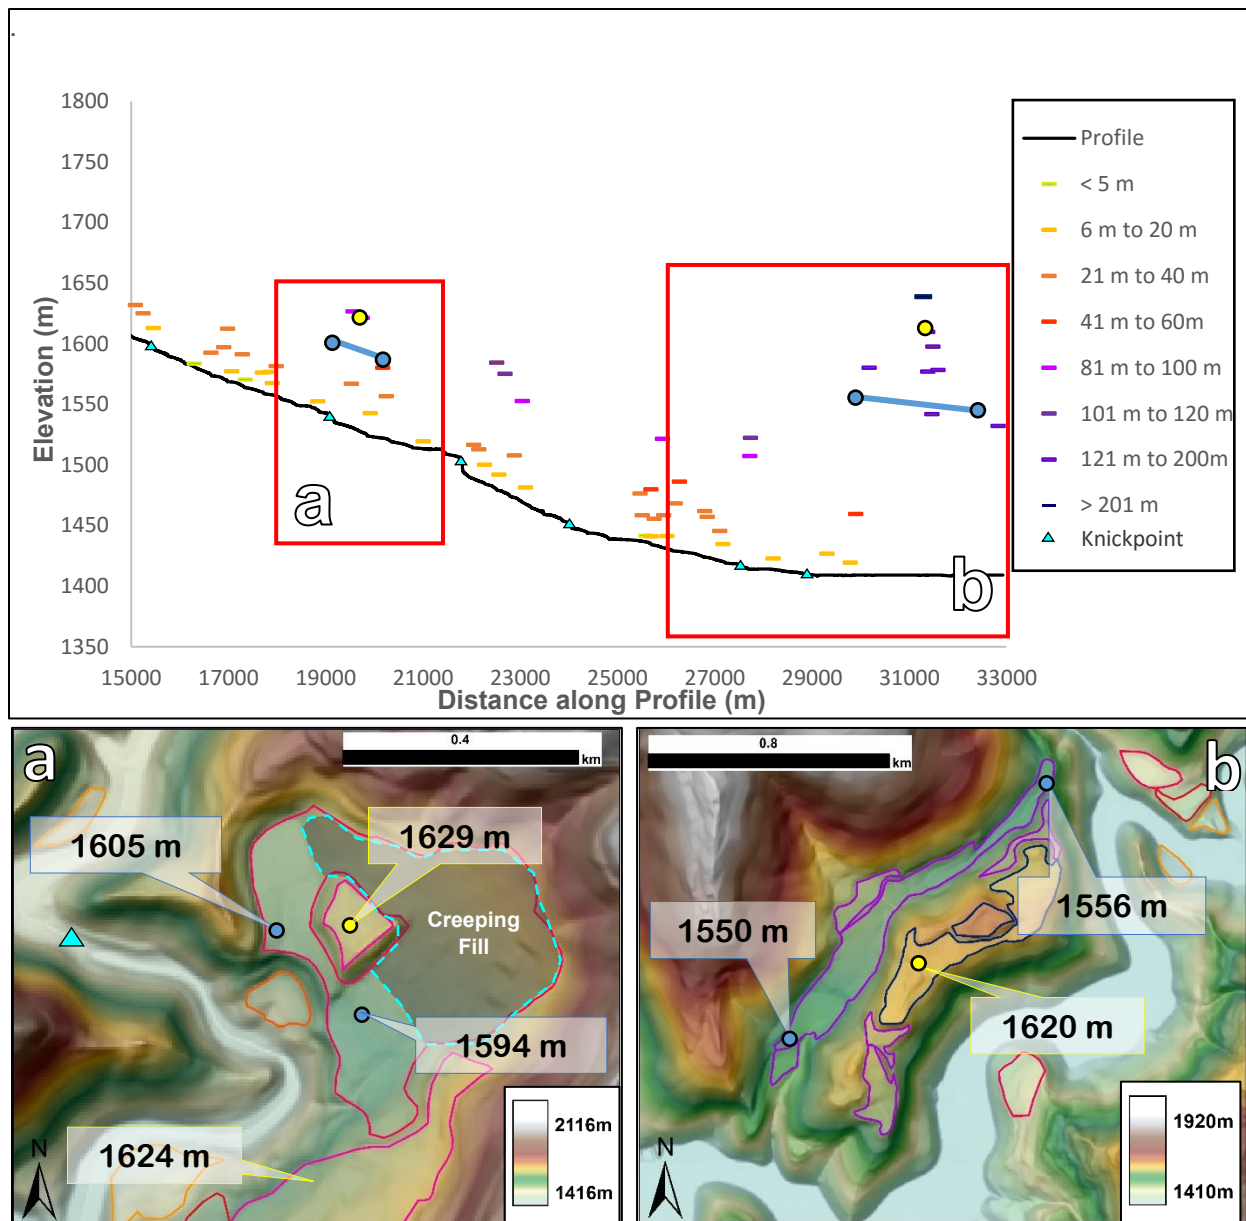 1800
1750
1700
1650
1600
1550
1500
1450
1400
1350
Elevation (m)
15000 17000 19000 21000 23000 25000 27000 29000 31000 33000
Distance along Profile (m)
a
b
Profile
< 5 m
6 m to 20 m
21 m to 40 m
41 m to 60m
81 m to 100 m
101 m to 120 m
121 m to 200m
> 201 m
Knickpoint
a
0.4
km
1605 m
1629 m
Creeping
Fill
1594 m
1624 m
N
2116m
1416m
b
0.8
km
1550 m
1556 m
1620 m
N
1920m
1410m